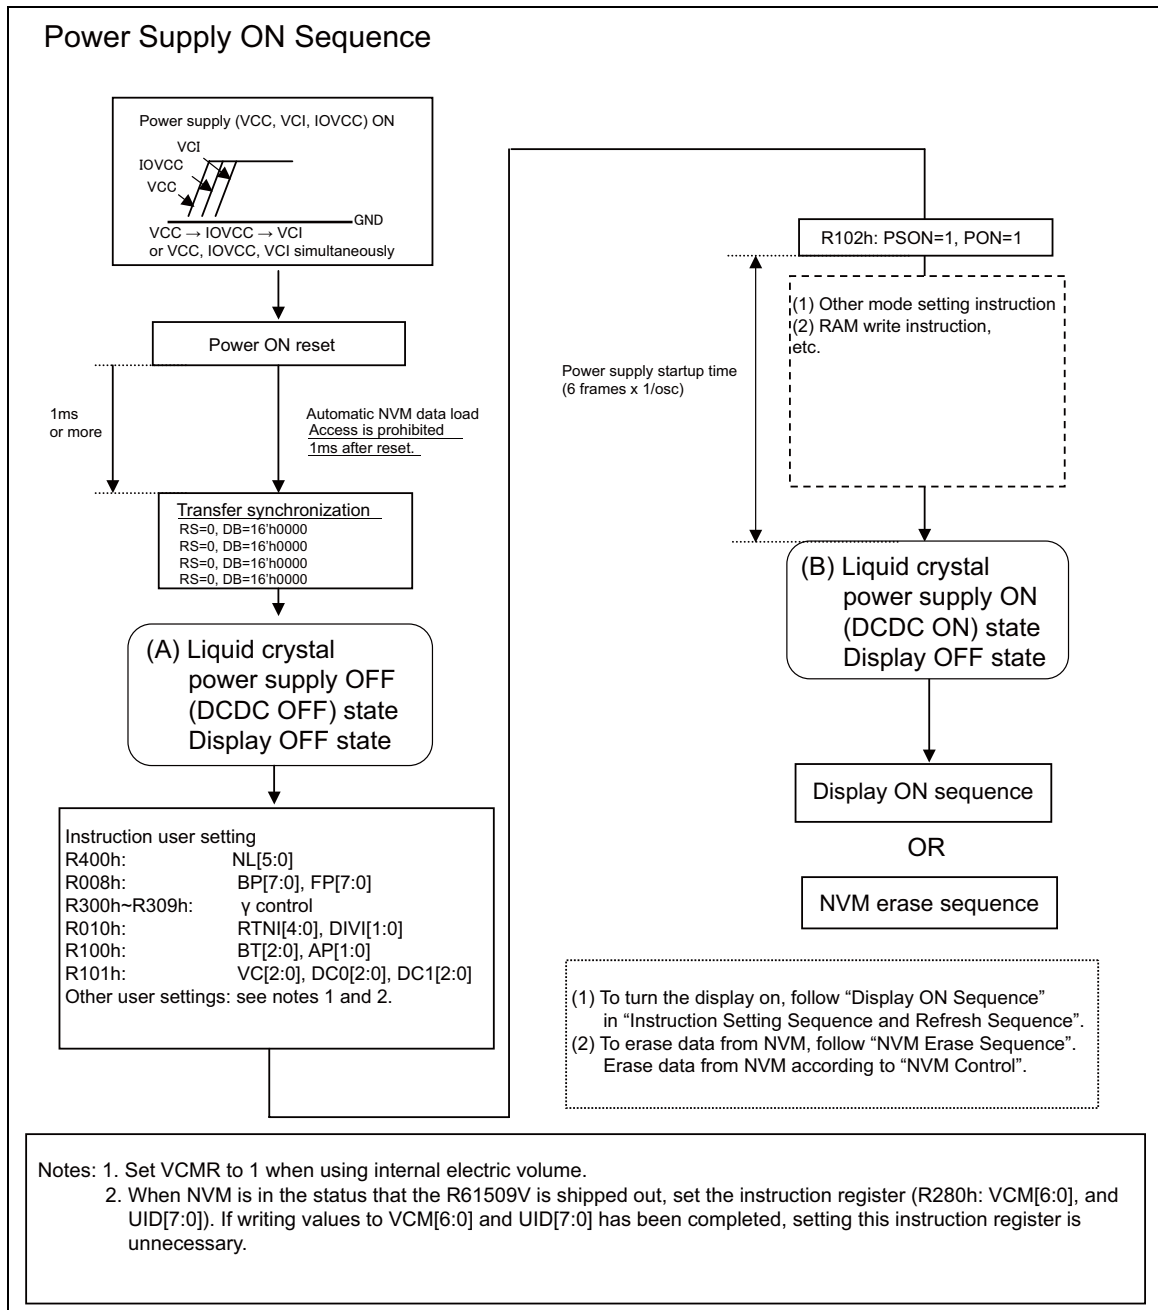 Power Supply ON Sequence
Power supply (VCC, VCI, IOVCC) ON
VCI
IOVCC
VCC
GND
VCC → IOVCC → VCI
or VCC, IOVCC, VCI simultaneously
Power ON reset
1ms
or more
Automatic NVM data load
Access is prohibited
1ms after reset.
Transfer synchronization
RS=0, DB=16'h0000
RS=0, DB=16'h0000
RS=0, DB=16'h0000
RS=0, DB=16'h0000
(A) Liquid crystal
power supply OFF
(DCDC OFF) state
Display OFF state
Instruction user setting
R400h: NL[5:0]
R008h: BP[7:0], FP[7:0]
R300h~R309h: γ control
R010h: RTNI[4:0], DIVI[1:0]
R100h: BT[2:0], AP[1:0]
R101h: VC[2:0], DC0[2:0], DC1[2:0]
Other user settings: see notes 1 and 2.
R102h: PSON=1, PON=1
(1) Other mode setting instruction
(2) RAM write instruction,
etc.
Power supply startup time
(6 frames x 1/osc)
(B) Liquid crystal
power supply ON
(DCDC ON) state
Display OFF state
Display ON sequence
OR
NVM erase sequence
(1) To turn the display on, follow “Display ON Sequence”
in “Instruction Setting Sequence and Refresh Sequence”.
(2) To erase data from NVM, follow “NVM Erase Sequence”.
Erase data from NVM according to “NVM Control”.
Notes: 1. Set VCMR to 1 when using internal electric volume.
2. When NVM is in the status that the R61509V is shipped out, set the instruction register (R280h: VCM[6:0], and
UID[7:0]). If writing values to VCM[6:0] and UID[7:0] has been completed, setting this instruction register is
unnecessary.